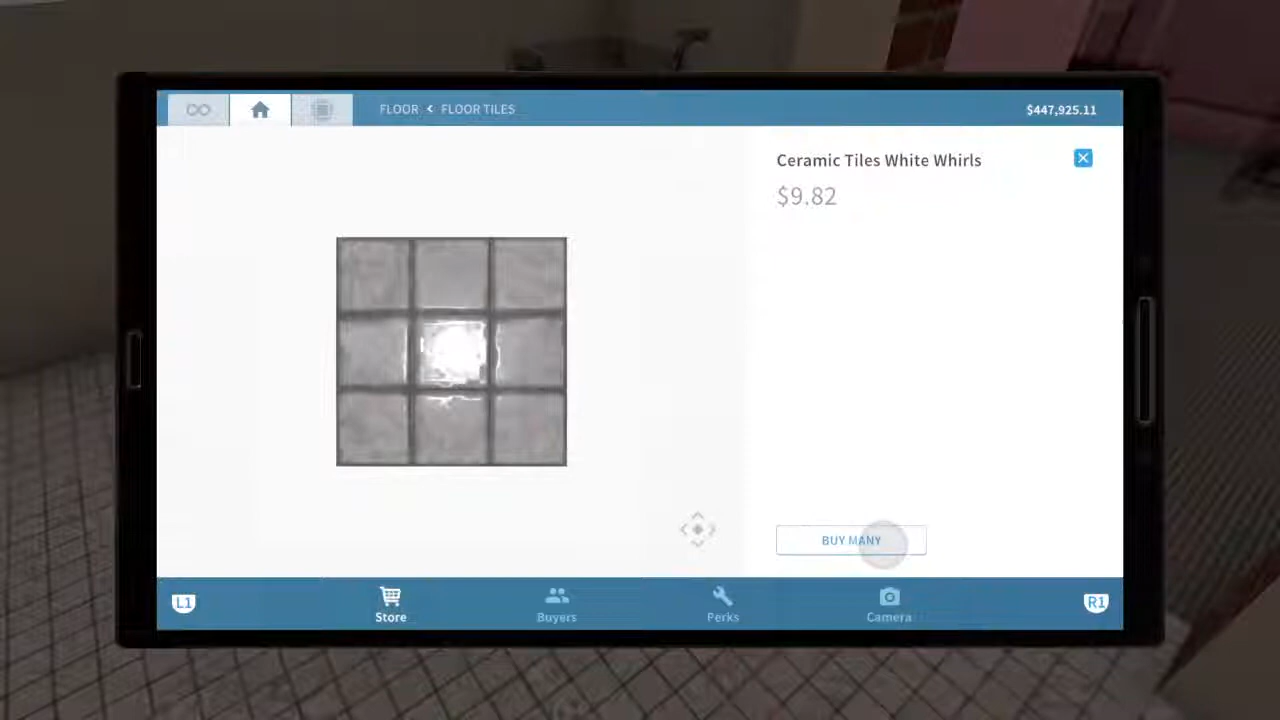 FLOOR < FLOOR TILES
$447,925.11
Ceramic Tiles White Whirls
$9.82
BUY MANY
L1
Store
Buyers
Perks
Camera
R1